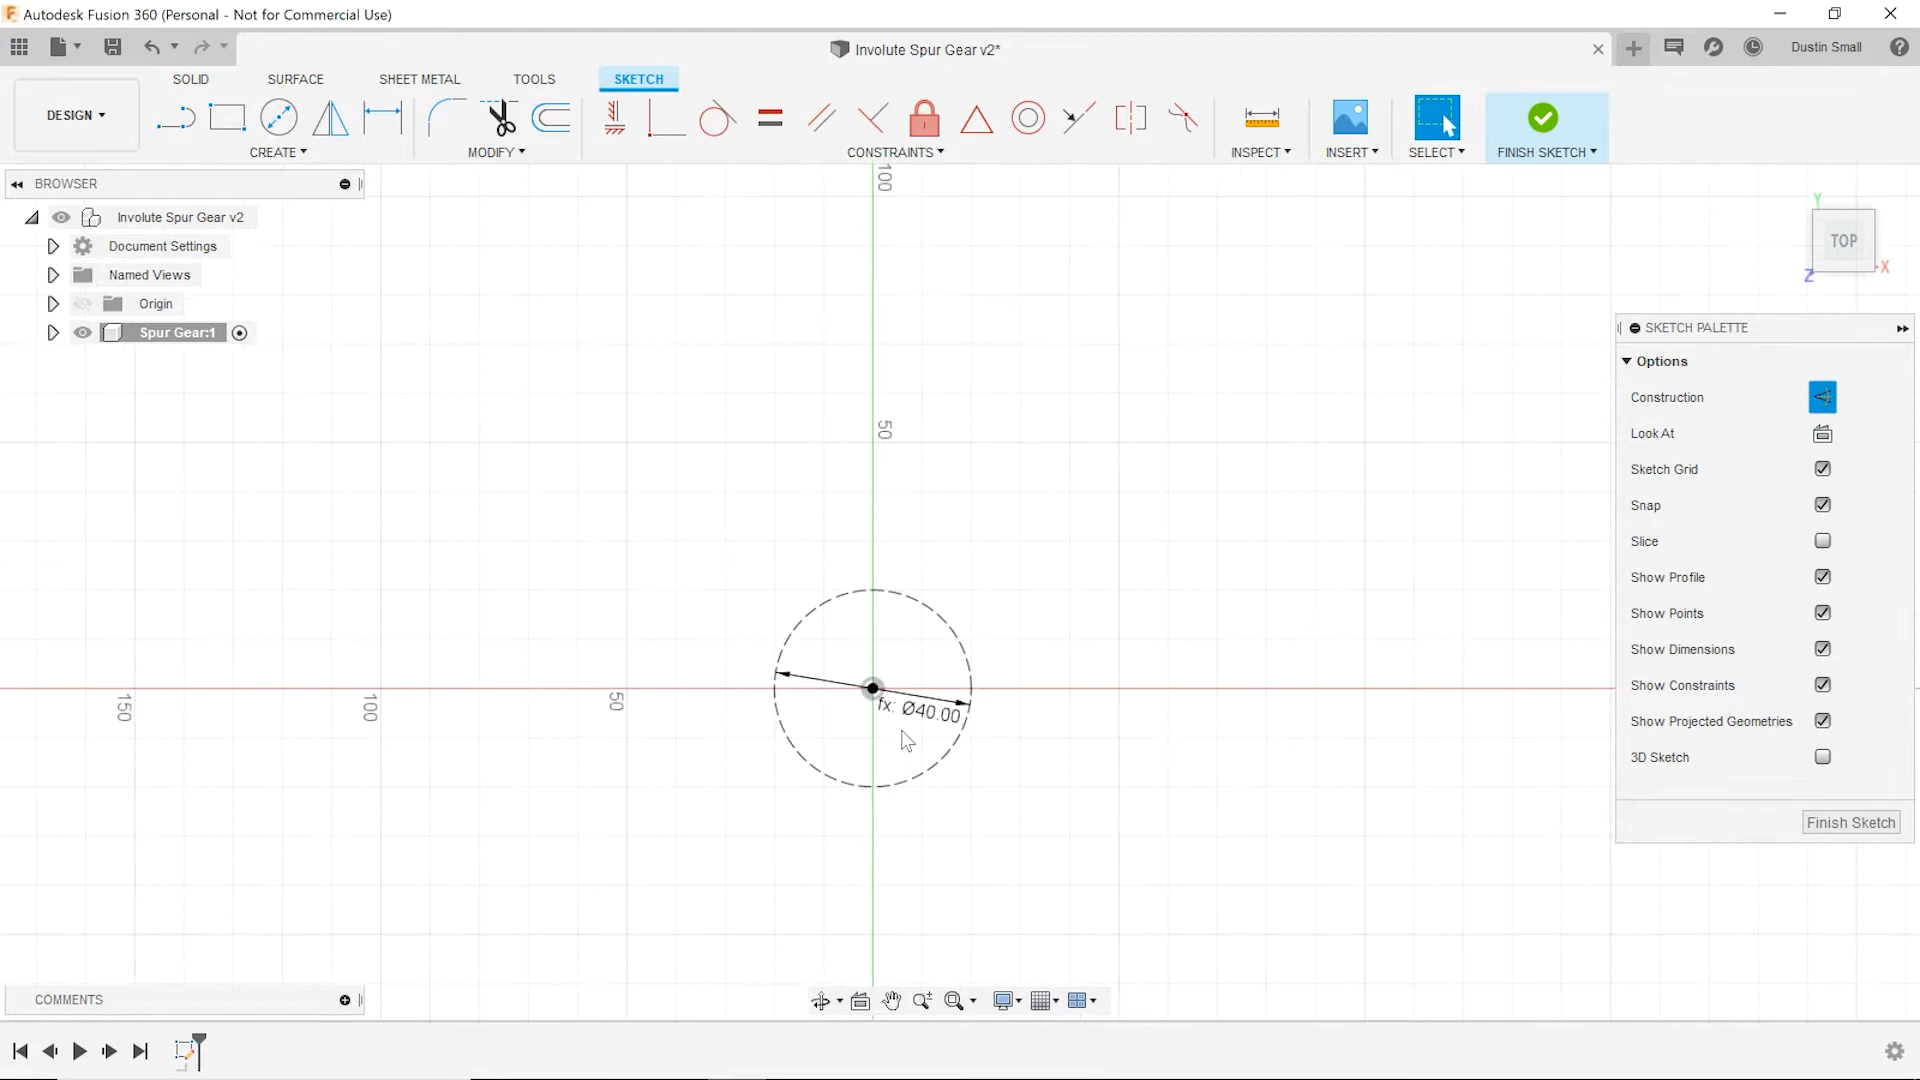 Autodesk Fusion 360 (Personal - Not for Commercial Use)
Involute Spur Gear v2*
Dustin Small
SOLID SURFACE SHEET METAL TOOLS SKETCH
DESIGN
CREATE MODIFY CONSTRAINTS INSPECT INSERT SELECT FINISH SKETCH
BROWSER
Involute Spur Gear v2
Document Settings
Named Views
Origin
Spur Gear:1
100
50
150
100
50
fx: Ø40.00
Y
TOP
X
Z
SKETCH PALETTE
Options
Construction
Look At
Sketch Grid
Snap
Slice
Show Profile
Show Points
Show Dimensions
Show Constraints
Show Projected Geometries
3D Sketch
Finish Sketch
COMMENTS